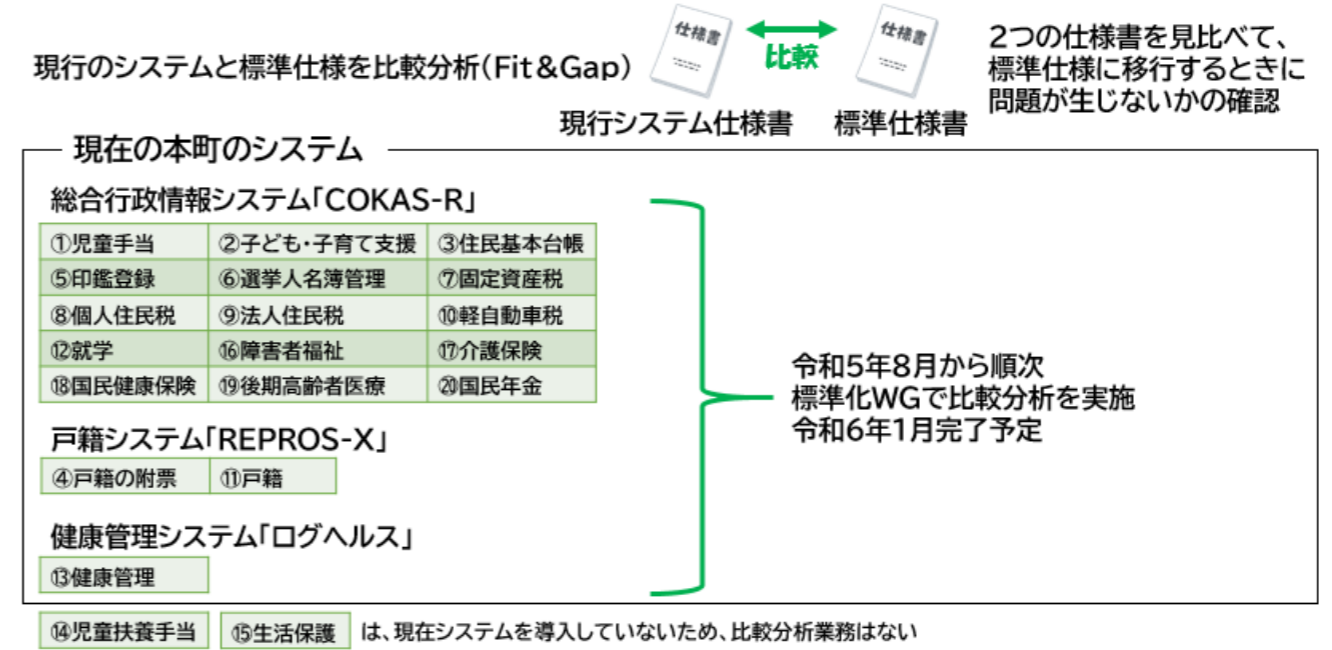 現行のシステムと標準仕様を比較分析(Fit&Gap)
仕様書
比較
仕様書
現行システム仕様書
標準仕様書
2つの仕様書を見比べて、
標準仕様に移行するときに
問題が生じないかの確認
現在の本町のシステム
総合行政情報システム「COKAS-R」
①児童手当 ②子ども・子育て支援 ③住民基本台帳
⑤印鑑登録 ⑥選挙人名簿管理 ⑦固定資産税
⑧個人住民税 ⑨法人住民税 ⑩軽自動車税
⑫就学 ⑯障害者福祉 ⑰介護保険
⑱国民健康保険 ⑲後期高齢者医療 ⑳国民年金
戸籍システム「REPROS-X」
④戸籍の附票 ⑪戸籍
健康管理システム「ログヘルス」
⑬健康管理
令和5年8月から順次
標準化WGで比較分析を実施
令和6年1月完了予定
⑭児童扶養手当 ⑮生活保護 は、現在システムを導入していないため、比較分析業務はない